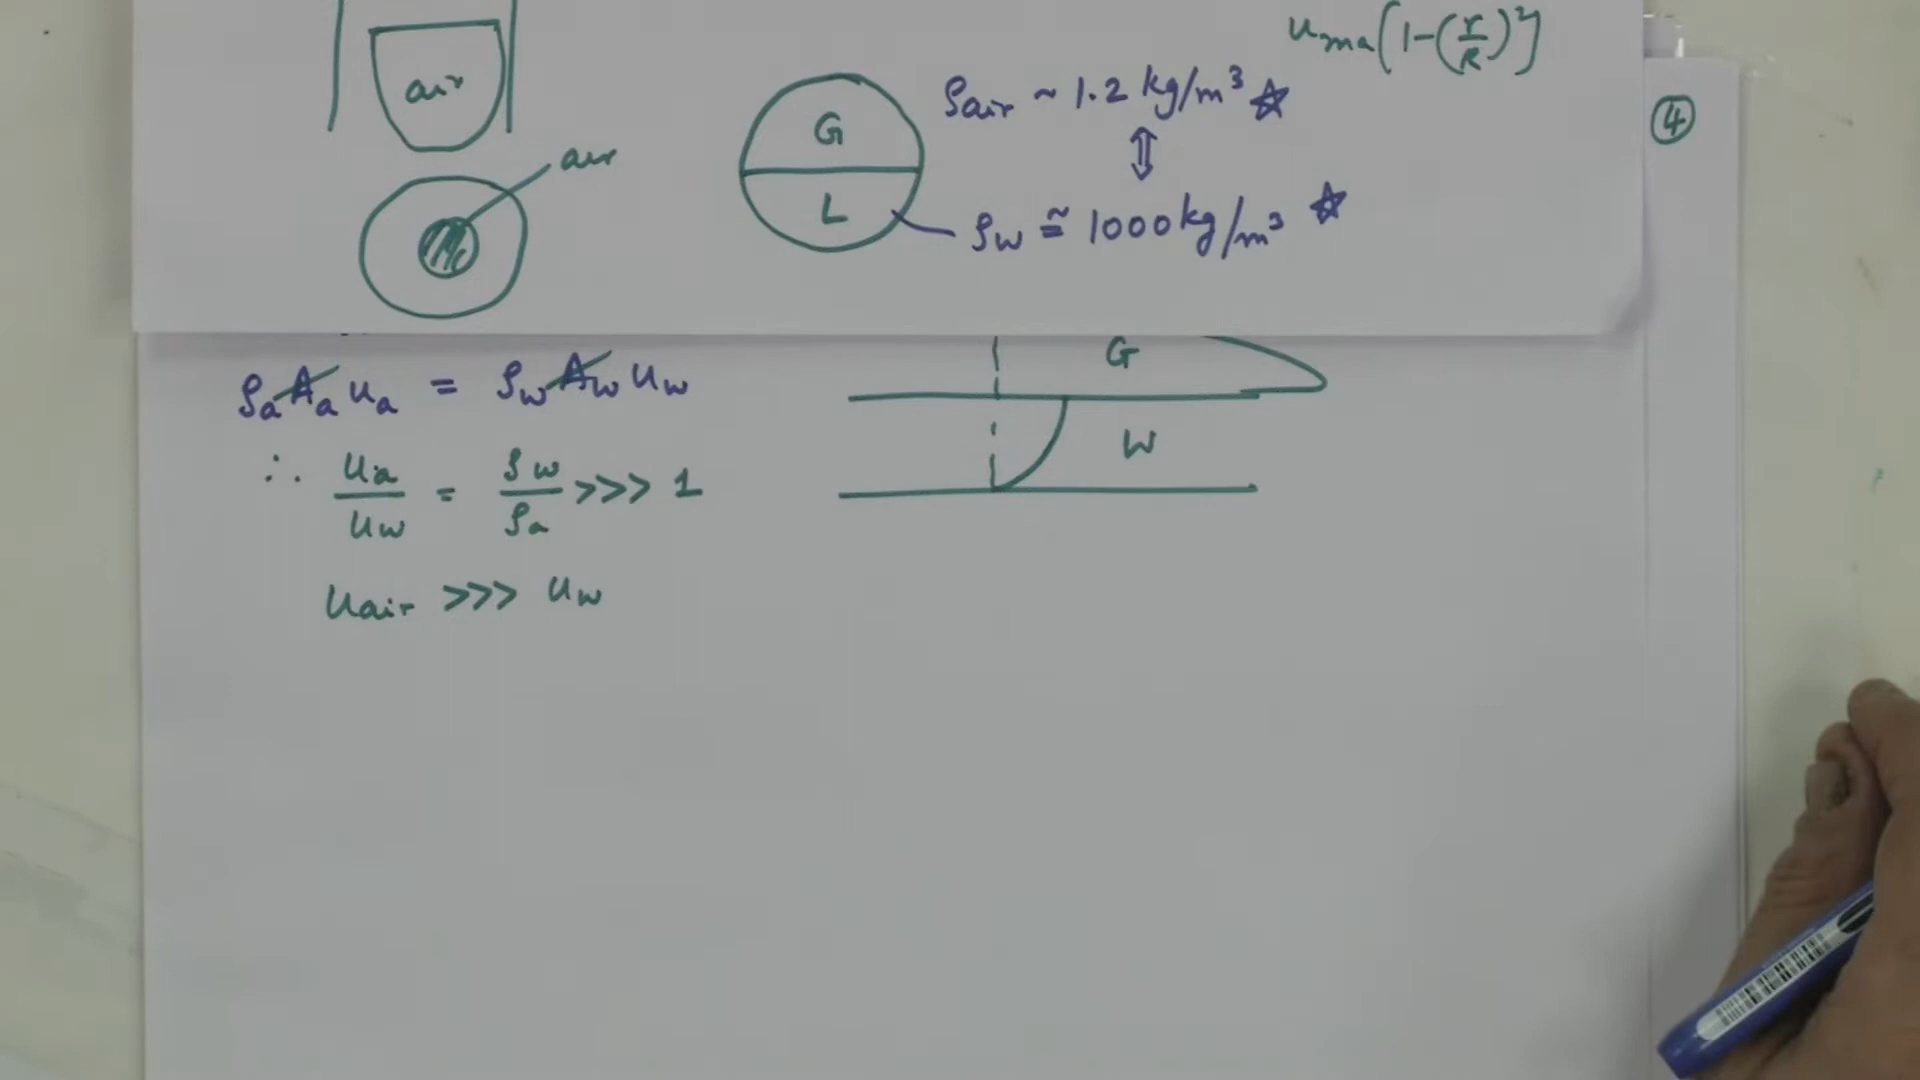 u_ma(1-(r/R)²)
air
G
L
ρair ~ 1.2 kg/m³ ☆
⇕
air
ρw ≃ 1000 kg/m³ ☆
④
ρa Aa ua = ρw Aw uw
∴ ua/uw = ρw/ρa >>> 1
uair >>> uw
G
W